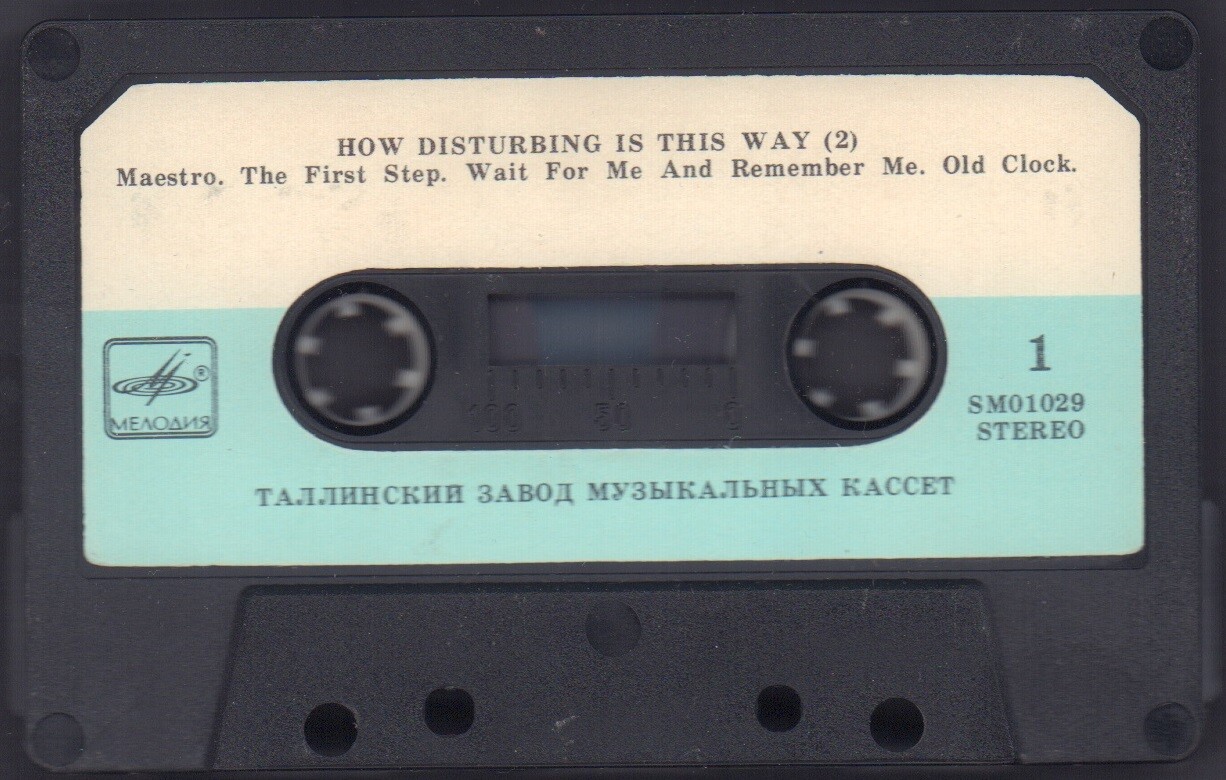 HOW DISTURBING IS THIS WAY (2)
Maestro. The First Step. Wait For Me And Remember Me. Old Clock.
®
МЕЛОДИЯ
100 50 0
1
SM01029
STEREO
ТАЛЛИНСКИЙ ЗАВОД МУЗЫКАЛЬНЫХ КАССЕТ